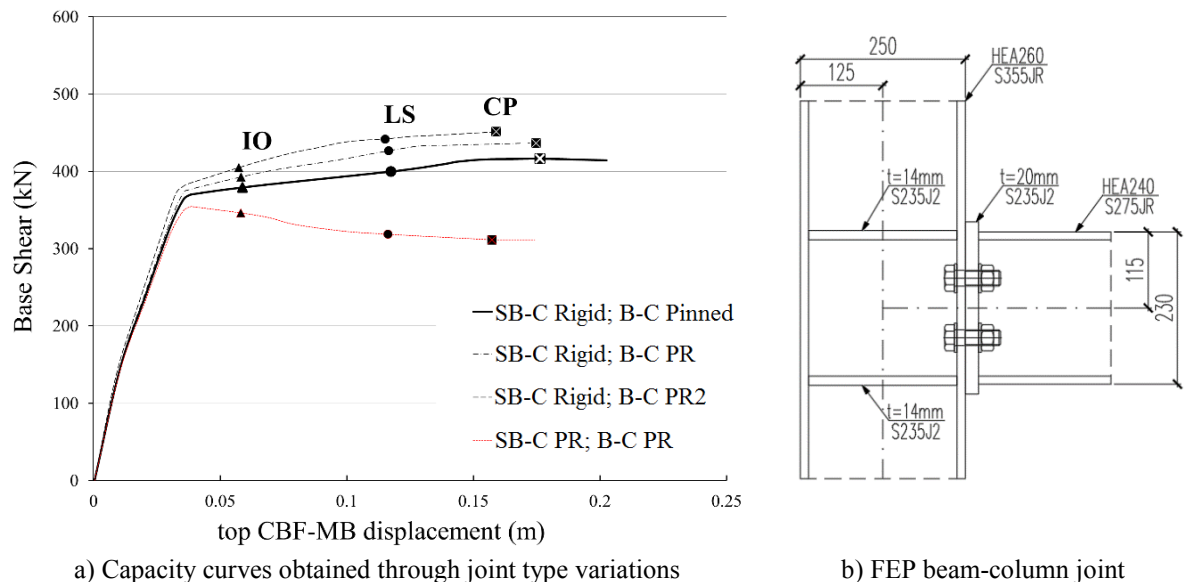 600
500
400
300
200
100
0
Base Shear (kN)
IO
LS
CP
SB-C Rigid; B-C Pinned
SB-C Rigid; B-C PR
SB-C Rigid; B-C PR2
SB-C PR; B-C PR
0
0.05
0.1
0.15
0.2
0.25
top CBF-MB displacement (m)
a) Capacity curves obtained through joint type variations
250
125
HEA260
S355JR
t=14mm
S235J2
t=20mm
S235J2
HEA240
S275JR
115
230
t=14mm
S235J2
b) FEP beam-column joint